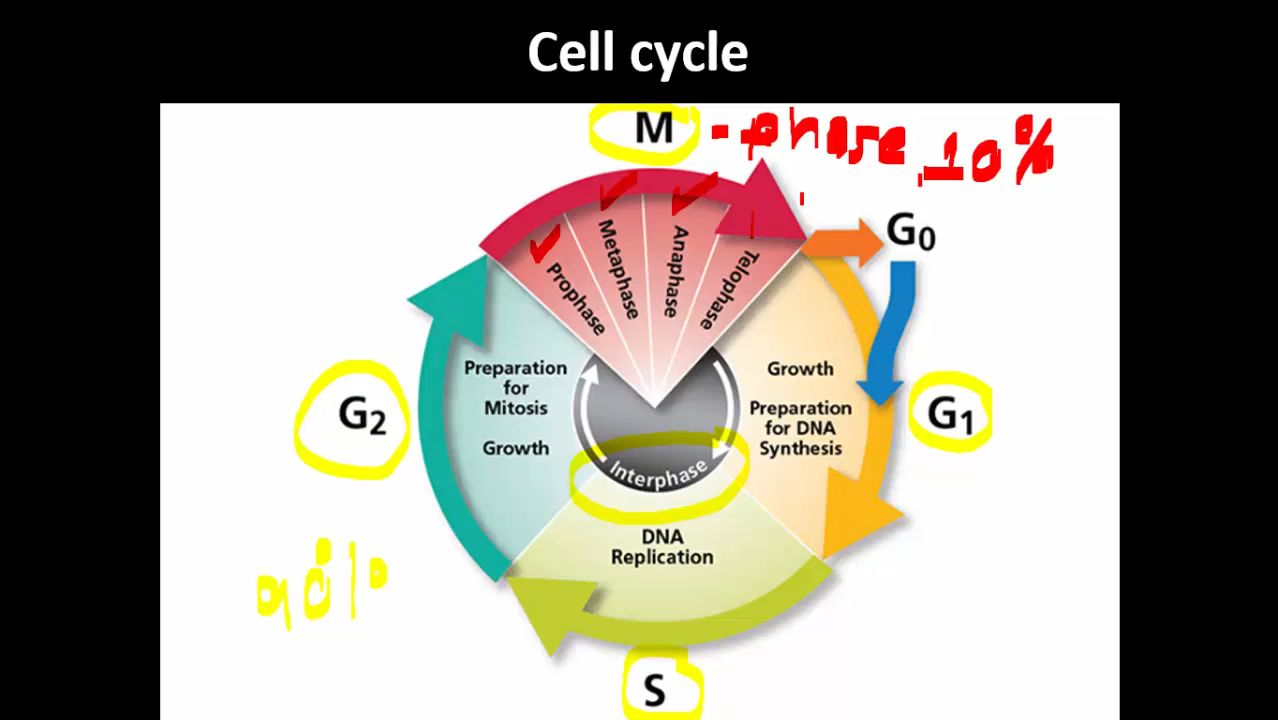 Cell cycle
M
-phase, 10%
G0
Prophase
Metaphase
Anaphase
Telophase
Growth
Preparation
for DNA
Synthesis
G1
Preparation
for
Mitosis
Growth
G2
Interphase
DNA
Replication
90%
S